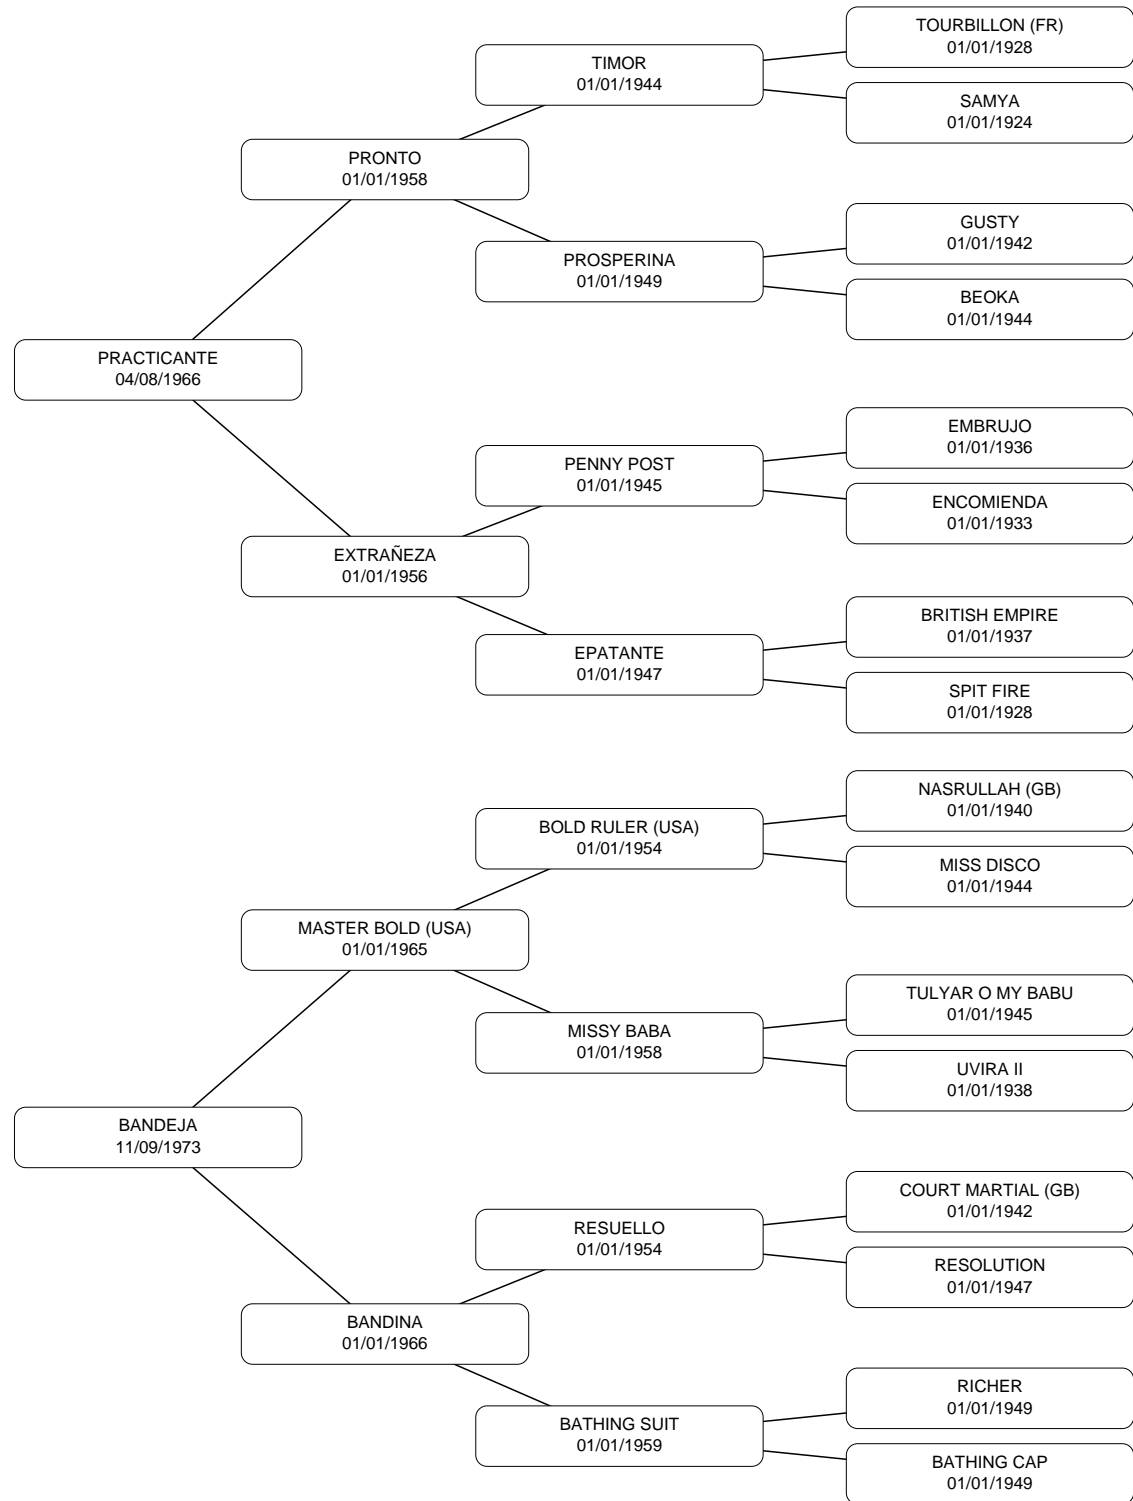 TOURBILLON (FR)
01/01/1928
TIMOR
01/01/1944
SAMYA
01/01/1924
PRONTO
01/01/1958
GUSTY
01/01/1942
PROSPERINA
01/01/1949
BEOKA
01/01/1944
PRACTICANTE
04/08/1966
EMBRUJO
01/01/1936
PENNY POST
01/01/1945
ENCOMIENDA
01/01/1933
EXTRAÑEZA
01/01/1956
BRITISH EMPIRE
01/01/1937
EPATANTE
01/01/1947
SPIT FIRE
01/01/1928
NASRULLAH (GB)
01/01/1940
BOLD RULER (USA)
01/01/1954
MISS DISCO
01/01/1944
MASTER BOLD (USA)
01/01/1965
TULYAR O MY BABU
01/01/1945
MISSY BABA
01/01/1958
UVIRA II
01/01/1938
BANDEJA
11/09/1973
COURT MARTIAL (GB)
01/01/1942
RESUELLO
01/01/1954
RESOLUTION
01/01/1947
BANDINA
01/01/1966
RICHER
01/01/1949
BATHING SUIT
01/01/1959
BATHING CAP
01/01/1949